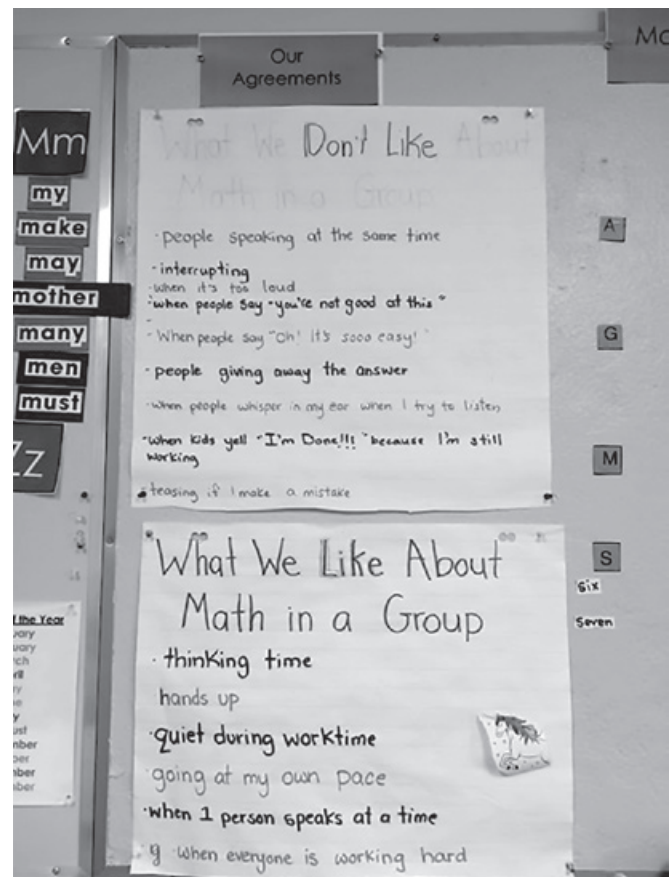 Our
Agreements
Mm
my
make
may
mother
many
men
must
Zz
What We Don't Like About
Math in a Group
· people speaking at the same time
· interrupting
· when it's too loud
· when people say "you're not good at this"
· When people say "Oh! It's sooo easy!"
· people giving away the answer
· when people whisper in my ear when I try to listen
· when kids yell "I'm Done!!!" because I'm still
working
· teasing if I make a mistake
What We Like About
Math in a Group
· thinking time
hands up
· quiet during worktime
· going at my own pace
· when 1 person speaks at a time
g · when everyone is working hard
the Year
A
G
M
S
six
seven